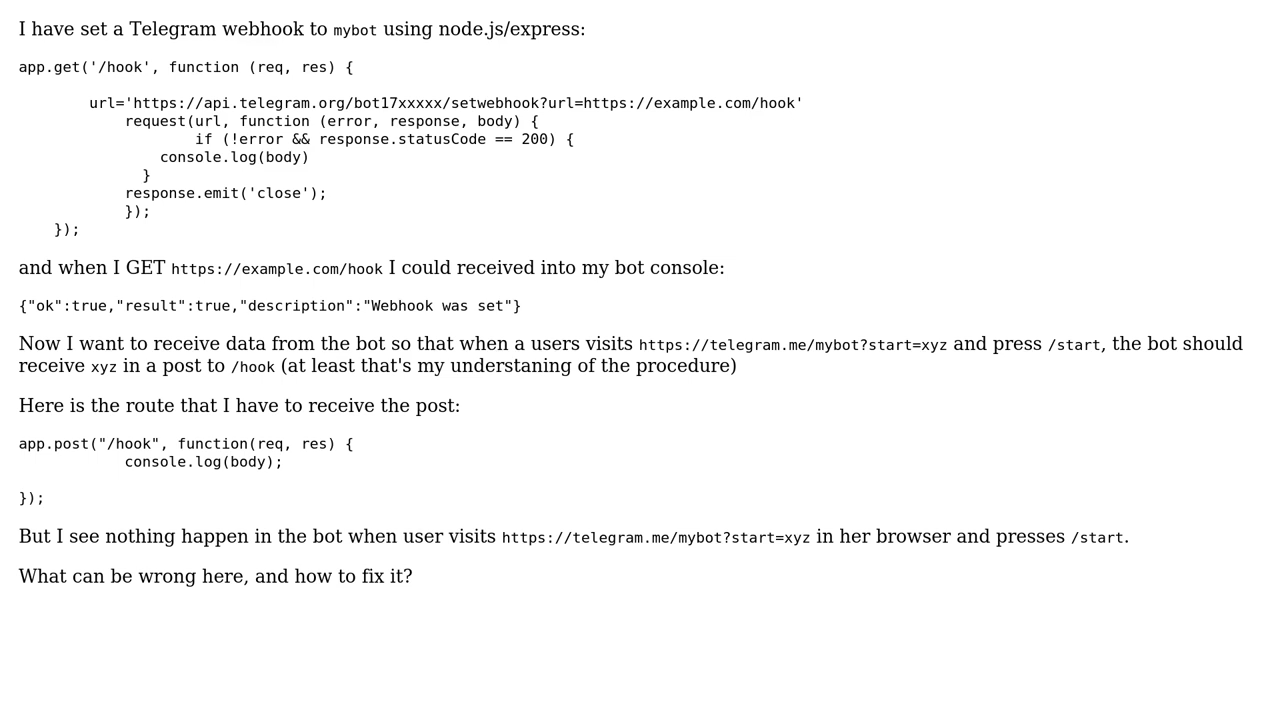 I have set a Telegram webhook to mybot using node.js/express:
app.get('/hook', function (req, res) {
url='https://api.telegram.org/bot17xxxxx/setwebhook?url=https://example.com/hook'
request(url, function (error, response, body) {
if (!error && response.statusCode == 200) {
console.log(body)
}
response.emit('close');
});
});
and when I GET https://example.com/hook I could received into my bot console:
{"ok":true,"result":true,"description":"Webhook was set"}
Now I want to receive data from the bot so that when a users visits https://telegram.me/mybot?start=xyz and press /start, the bot should
receive xyz in a post to /hook (at least that's my understaning of the procedure)
Here is the route that I have to receive the post:
app.post("/hook", function(req, res) {
console.log(body);
});
But I see nothing happen in the bot when user visits https://telegram.me/mybot?start=xyz in her browser and presses /start.
What can be wrong here, and how to fix it?